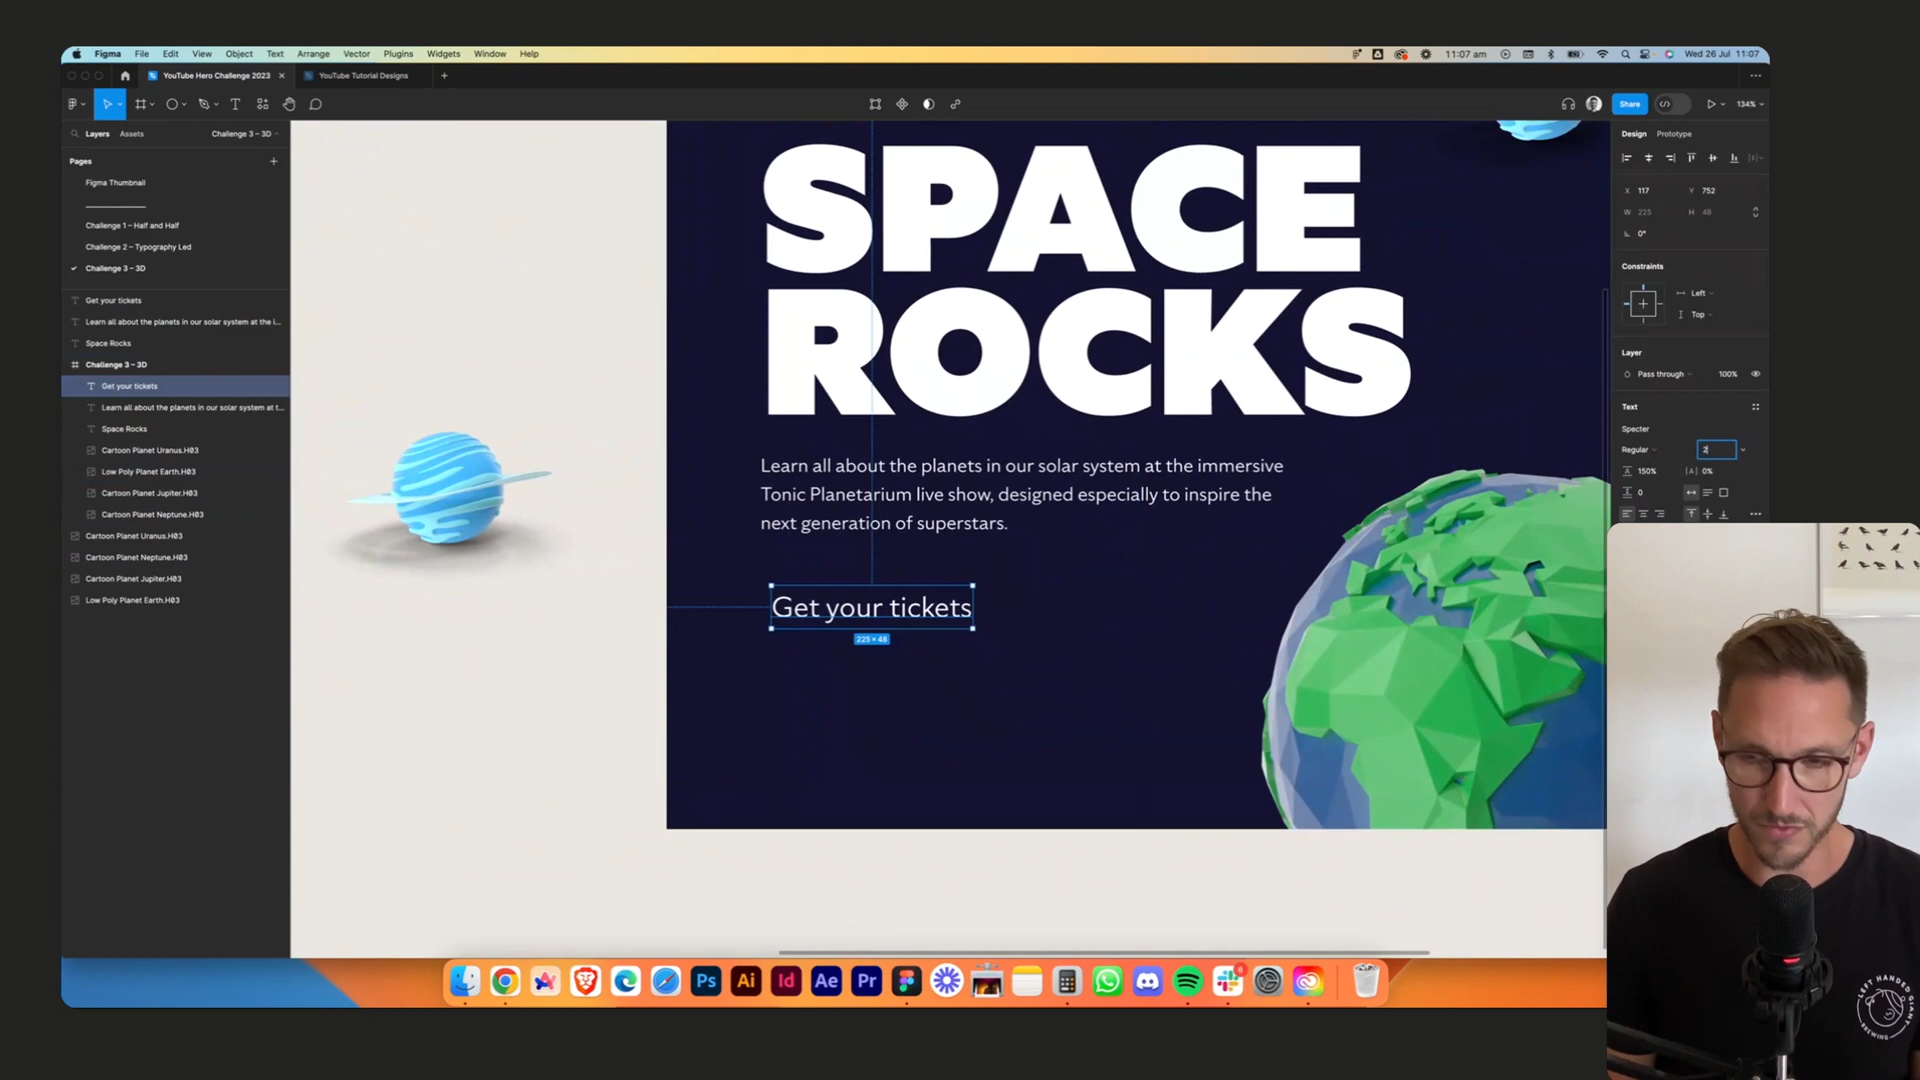 Figma File Edit View Object Text Arrange Vector Plugins Widgets Window Help
11:07 am Wed 26 Jul 11:07
YouTube Hero Challenge 2023
YouTube Tutorial Designs
Share
134%
Layers Assets Challenge 3 – 3D
Design Prototype
Pages
Figma Thumbnail
Challenge 1 – Half and Half
Challenge 2 – Typography Led
Challenge 3 – 3D
Get your tickets
Learn all about the planets in our solar system at the i...
Space Rocks
Challenge 3 – 3D
Get your tickets
Learn all about the planets in our solar system at t...
Space Rocks
Cartoon Planet Uranus.H03
Low Poly Planet Earth.H03
Cartoon Planet Jupiter.H03
Cartoon Planet Neptune.H03
Cartoon Planet Uranus.H03
Cartoon Planet Neptune.H03
Cartoon Planet Jupiter.H03
Low Poly Planet Earth.H03
SPACE
ROCKS
Learn all about the planets in our solar system at the immersive
Tonic Planetarium live show, designed especially to inspire the
next generation of superstars.
Get your tickets
225 × 48
X 117 Y 752
W 225 H 48
0°
Constraints
Left
Top
Layer
Pass through 100%
Text
Specter
Regular 2
150% 0%
0
Ps Ai Id Ae Pr
6
LEFT HANDED GIANT
BREWING